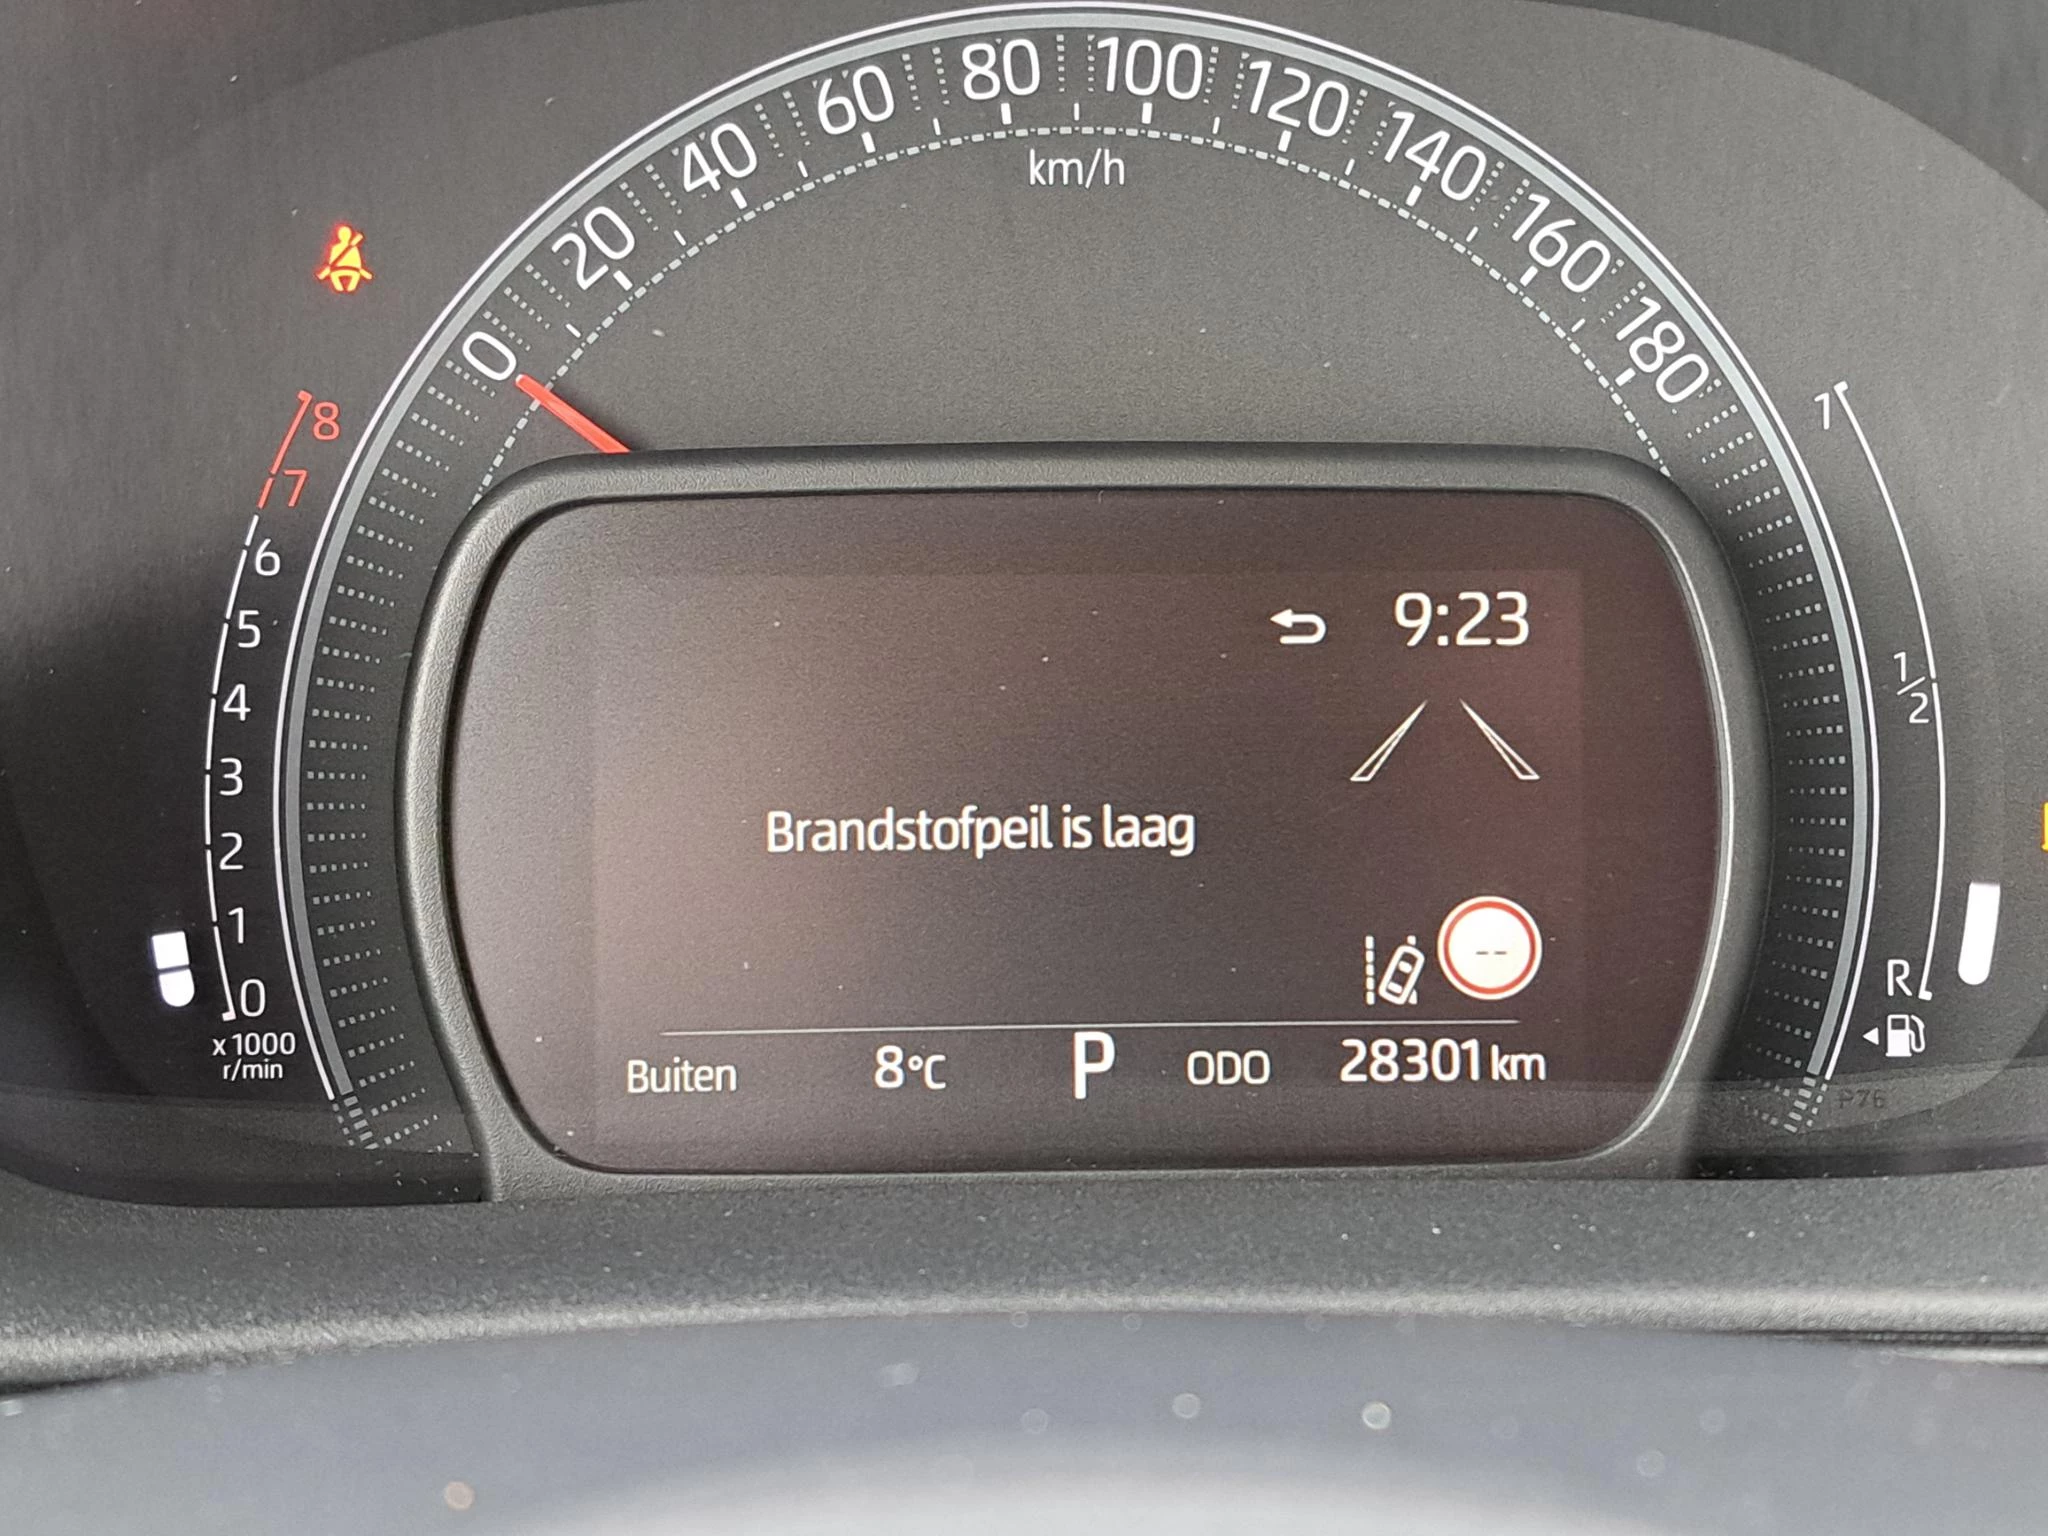 0 20 40 60 80 100 120 140 160 180
km/h
8
7
6
5
4
3
2
1
0
x 1000
r/min
9:23
Brandstofpeil is laag
--
Buiten 8°C P ODO 28301 km
1
1/2
R
P76